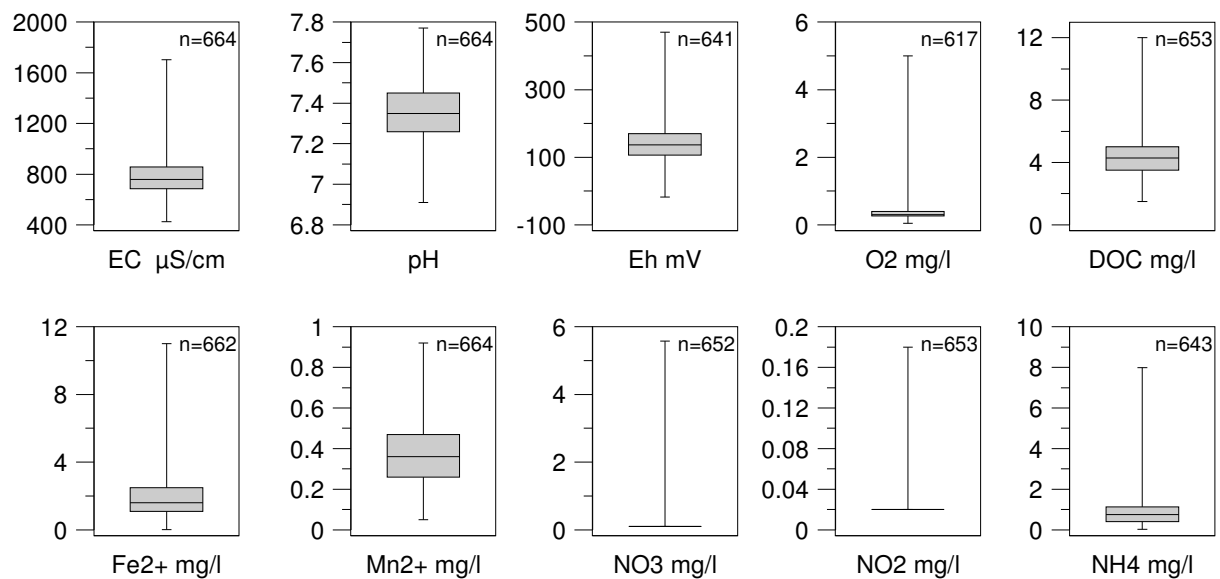 2000
1600
1200
800
400
n=664
EC µS/cm
7.8
7.6
7.4
7.2
7
6.8
n=664
pH
500
300
100
-100
n=641
Eh mV
6
4
2
0
n=617
O2 mg/l
12
8
4
0
n=653
DOC mg/l
12
8
4
0
n=662
Fe2+ mg/l
1
0.8
0.6
0.4
0.2
0
n=664
Mn2+ mg/l
6
4
2
0
n=652
NO3 mg/l
0.2
0.16
0.12
0.08
0.04
0
n=653
NO2 mg/l
10
8
6
4
2
0
n=643
NH4 mg/l